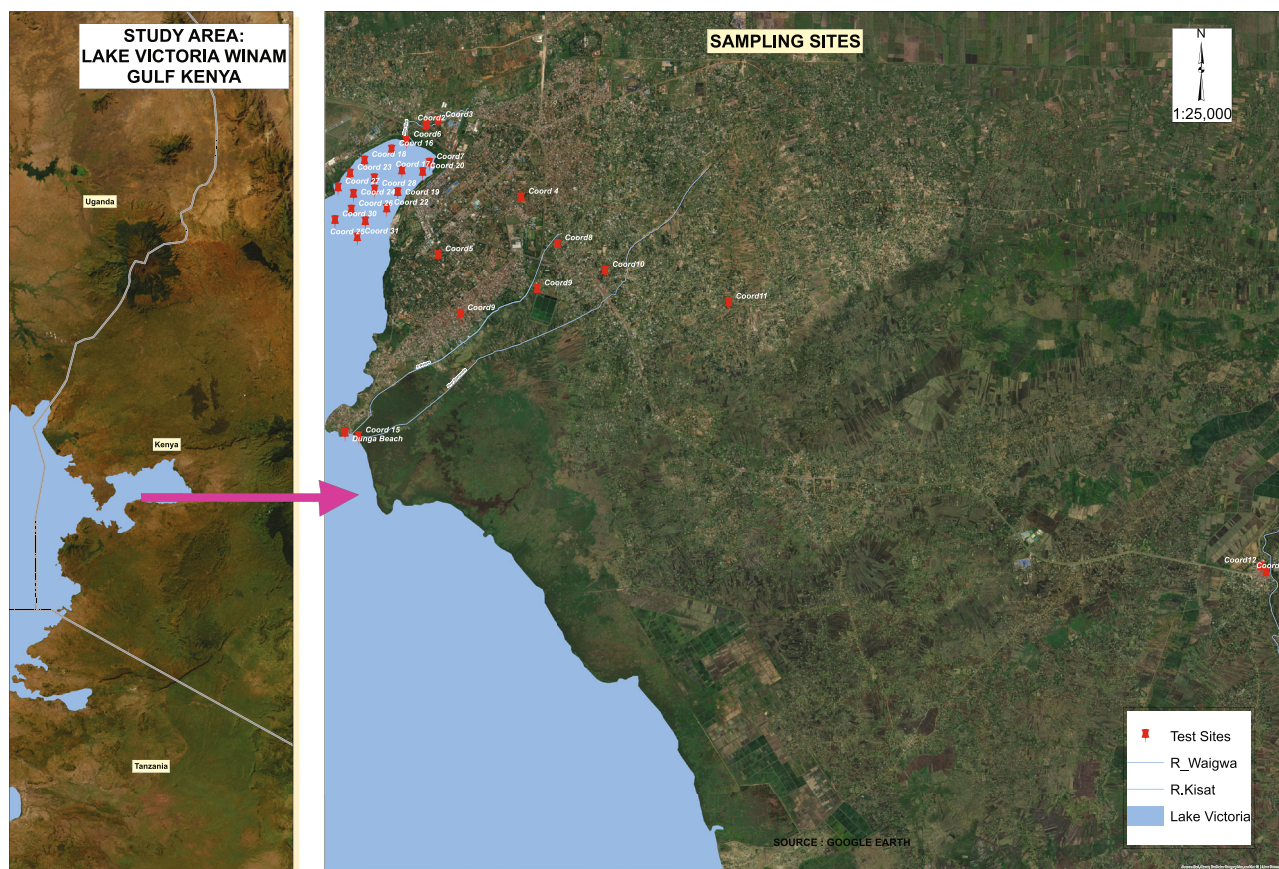 STUDY AREA:
LAKE VICTORIA WINAM
GULF KENYA
Uganda
Kenya
Tanzania
SAMPLING SITES
N
1:25,000
Coord3
Coord2
Coord6
Coord 16
Coord 18
Coord7
Coord 23
Coord 17
Coord 20
Coord 27
Coord 28
Coord 24
Coord 19
Coord 26
Coord 22
Coord 30
Coord 25
Coord 31
Coord 4
Coord5
Coord8
Coord10
Coord9
Coord11
Coord9
Coord 15
Dunga Beach
Coord12
Coord
Test Sites
R_Waigwa
R.Kisat
Lake Victoria
SOURCE : GOOGLE EARTH